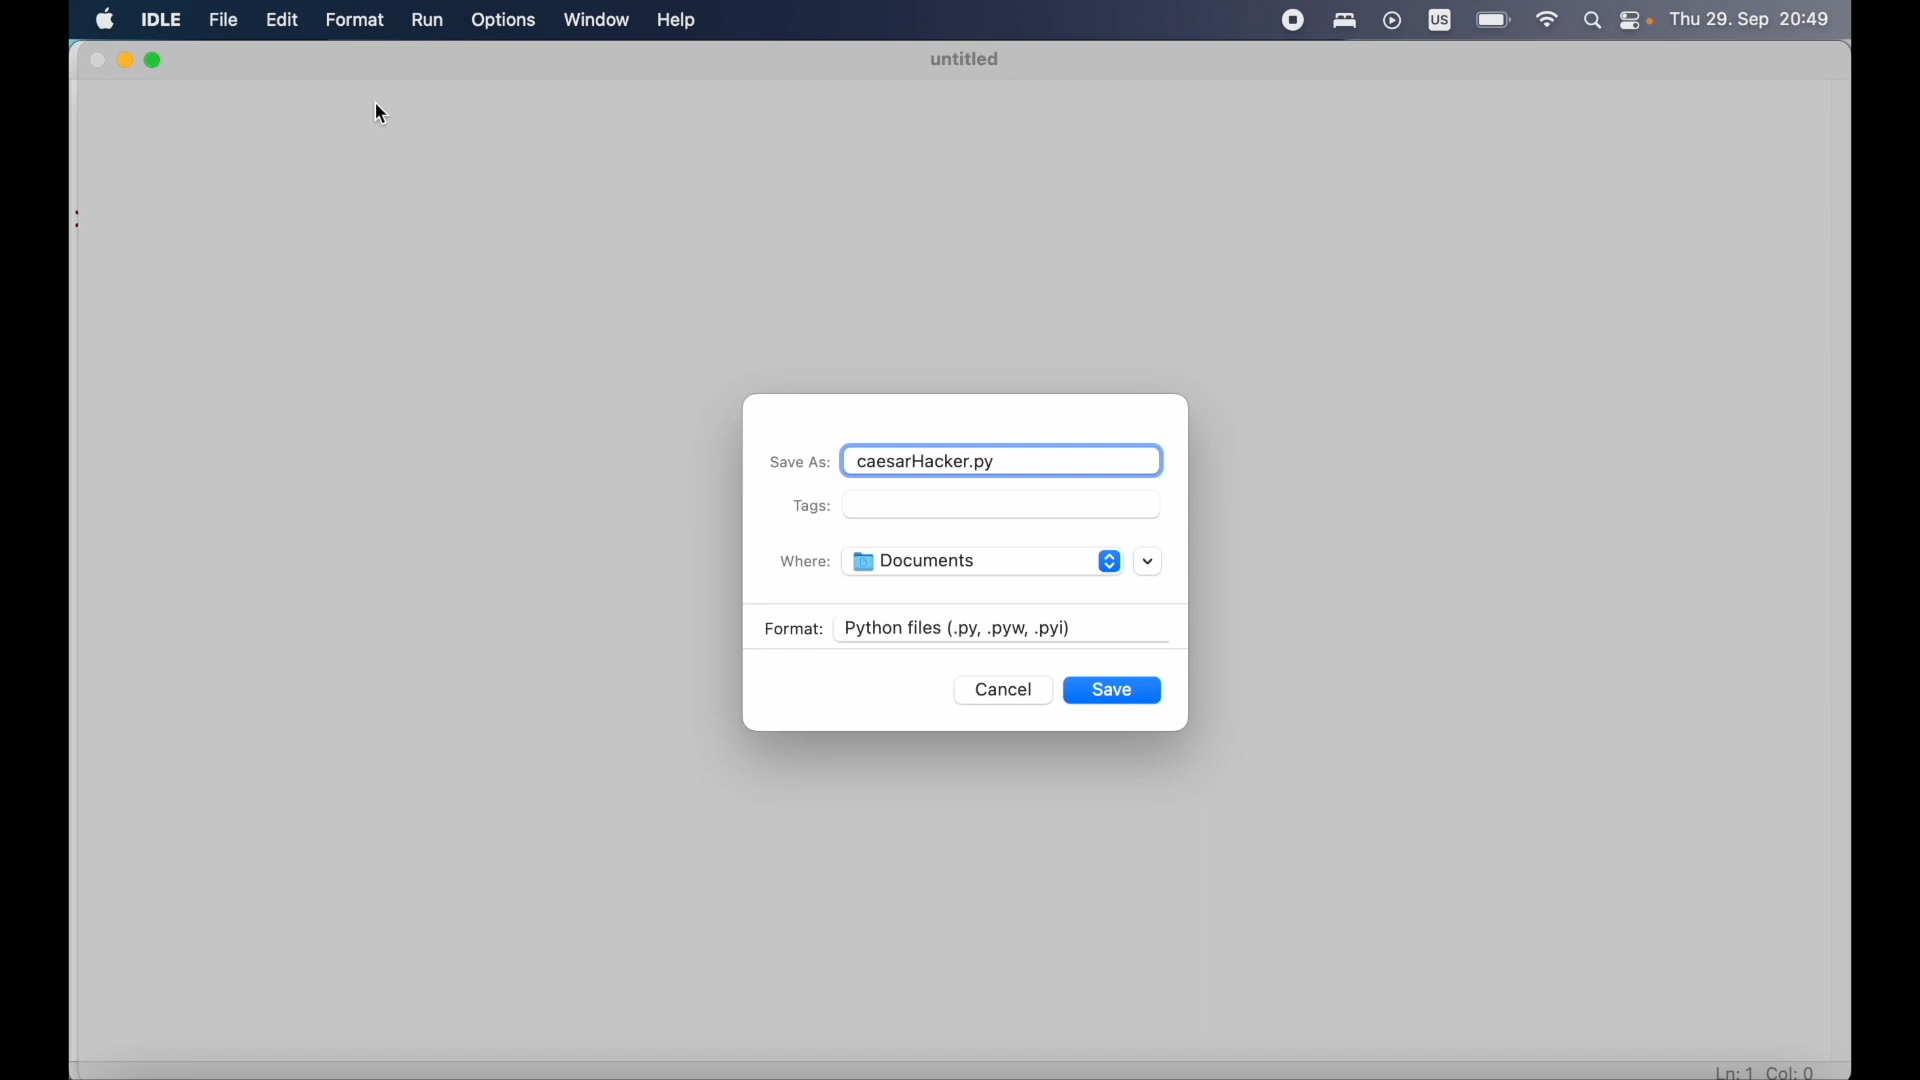 IDLE File Edit Format Run Options Window Help US Thu 29. Sep 20:49
untitled
Save As: caesarHacker.py
Tags:
Where: Documents
Format: Python files (.py, .pyw, .pyi)
Cancel Save
Ln: 1 Col: 0